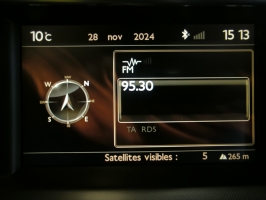 10°C 28 nov 2024 15 13
FM
95.30
W N
S E
TA RDS
Satellites visibles : 5 265 m